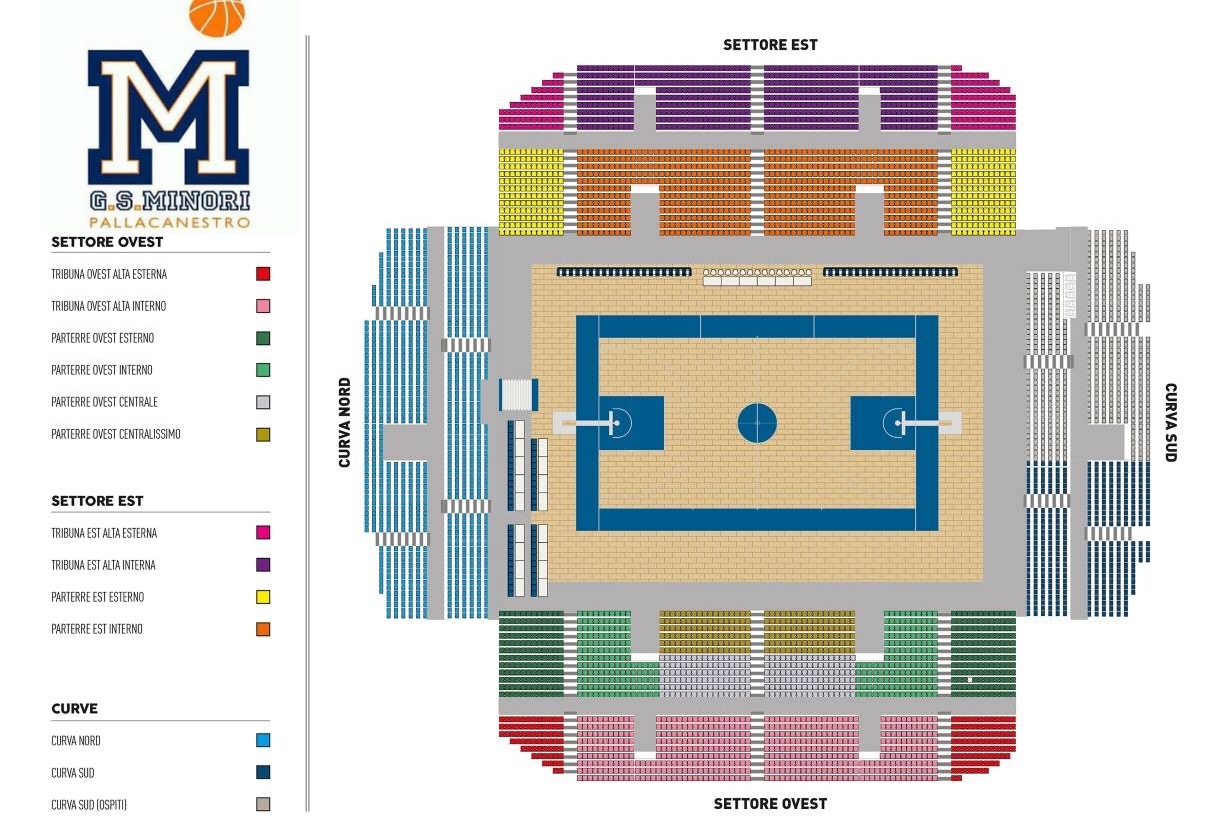 M
G.S.MINORI
PALLACANESTRO
SETTORE OVEST
TRIBUNA OVEST ALTA ESTERNA
TRIBUNA OVEST ALTA INTERNO
PARTERRE OVEST ESTERNO
PARTERRE OVEST INTERNO
PARTERRE OVEST CENTRALE
PARTERRE OVEST CENTRALISSIMO
SETTORE EST
TRIBUNA EST ALTA ESTERNA
TRIBUNA EST ALTA INTERNA
PARTERRE EST ESTERNO
PARTERRE EST INTERNO
CURVE
CURVA NORD
CURVA SUD
CURVA SUD (OSPITI)
SETTORE EST
CURVA NORD
CURVA SUD
SETTORE OVEST